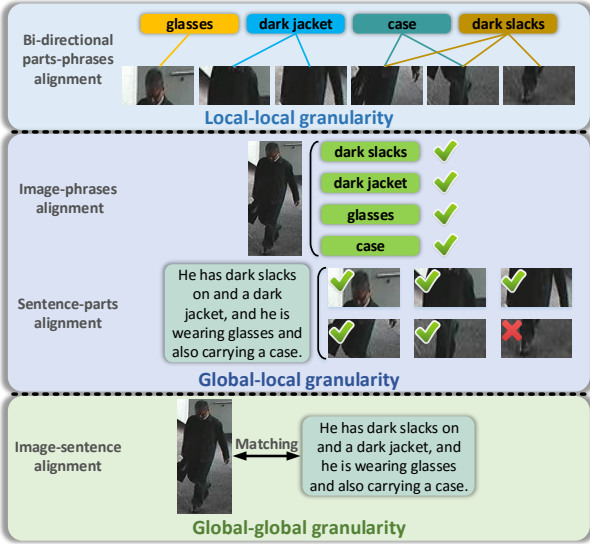 glasses
dark jacket
case
dark slacks
Bi-directional
parts-phrases
alignment
Local-local granularity
Image-phrases
alignment
dark slacks
dark jacket
glasses
case
Sentence-parts
alignment
He has dark slacks
on and a dark
jacket, and he is
wearing glasses and
also carrying a case.
Global-local granularity
Image-sentence
alignment
Matching
He has dark slacks on
and a dark jacket, and
he is wearing glasses
and also carrying a case.
Global-global granularity